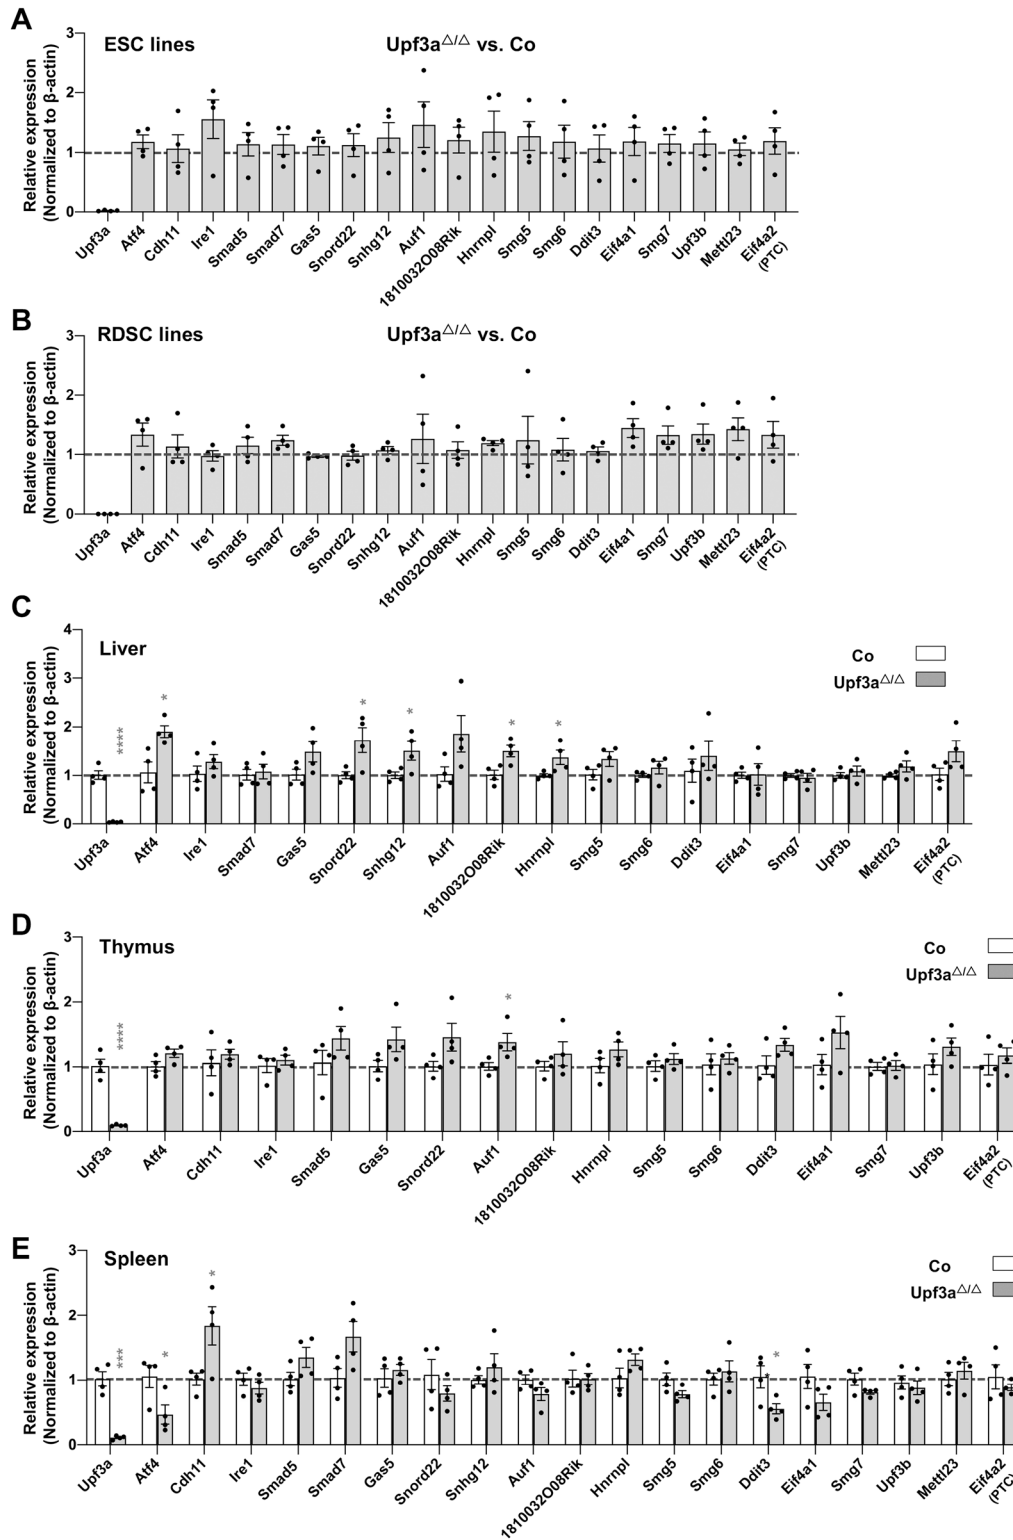 A
ESC lines
Upf3a△/△ vs. Co
Relative expression
(Normalized to β-actin)
3
2
1
0
Upf3a
Atf4
Cdh11
Ire1
Smad5
Smad7
Gas5
Snord22
Snhg12
Auf1
1810032O08Rik
Hnrnpl
Smg5
Smg6
Ddit3
Eif4a1
Smg7
Upf3b
Mettl23
Eif4a2
(PTC)
B
RDSC lines
Upf3a△/△ vs. Co
Relative expression
(Normalized to β-actin)
3
2
1
0
Upf3a
Atf4
Cdh11
Ire1
Smad5
Smad7
Gas5
Snord22
Snhg12
Auf1
1810032O08Rik
Hnrnpl
Smg5
Smg6
Ddit3
Eif4a1
Smg7
Upf3b
Mettl23
Eif4a2
(PTC)
C
Liver
Co
Upf3a△/△
Relative expression
(Normalized to β-actin)
4
3
2
1
0
****
*
*
*
*
*
Upf3a
Atf4
Ire1
Smad7
Gas5
Snord22
Snhg12
Auf1
1810032O08Rik
Hnrnpl
Smg5
Smg6
Ddit3
Eif4a1
Smg7
Upf3b
Mettl23
Eif4a2
(PTC)
D
Thymus
Co
Upf3a△/△
Relative expression
(Normalized to β-actin)
3
2
1
0
****
*
Upf3a
Atf4
Cdh11
Ire1
Smad5
Gas5
Snord22
Auf1
1810032O08Rik
Hnrnpl
Smg5
Smg6
Ddit3
Eif4a1
Smg7
Upf3b
Eif4a2
(PTC)
E
Spleen
Co
Upf3a△/△
Relative expression
(Normalized to β-actin)
3
2
1
0
***
*
*
*
Upf3a
Atf4
Cdh11
Ire1
Smad5
Smad7
Gas5
Snord22
Snhg12
Auf1
1810032O08Rik
Hnrnpl
Smg5
Smg6
Ddit3
Eif4a1
Smg7
Upf3b
Mettl23
Eif4a2
(PTC)